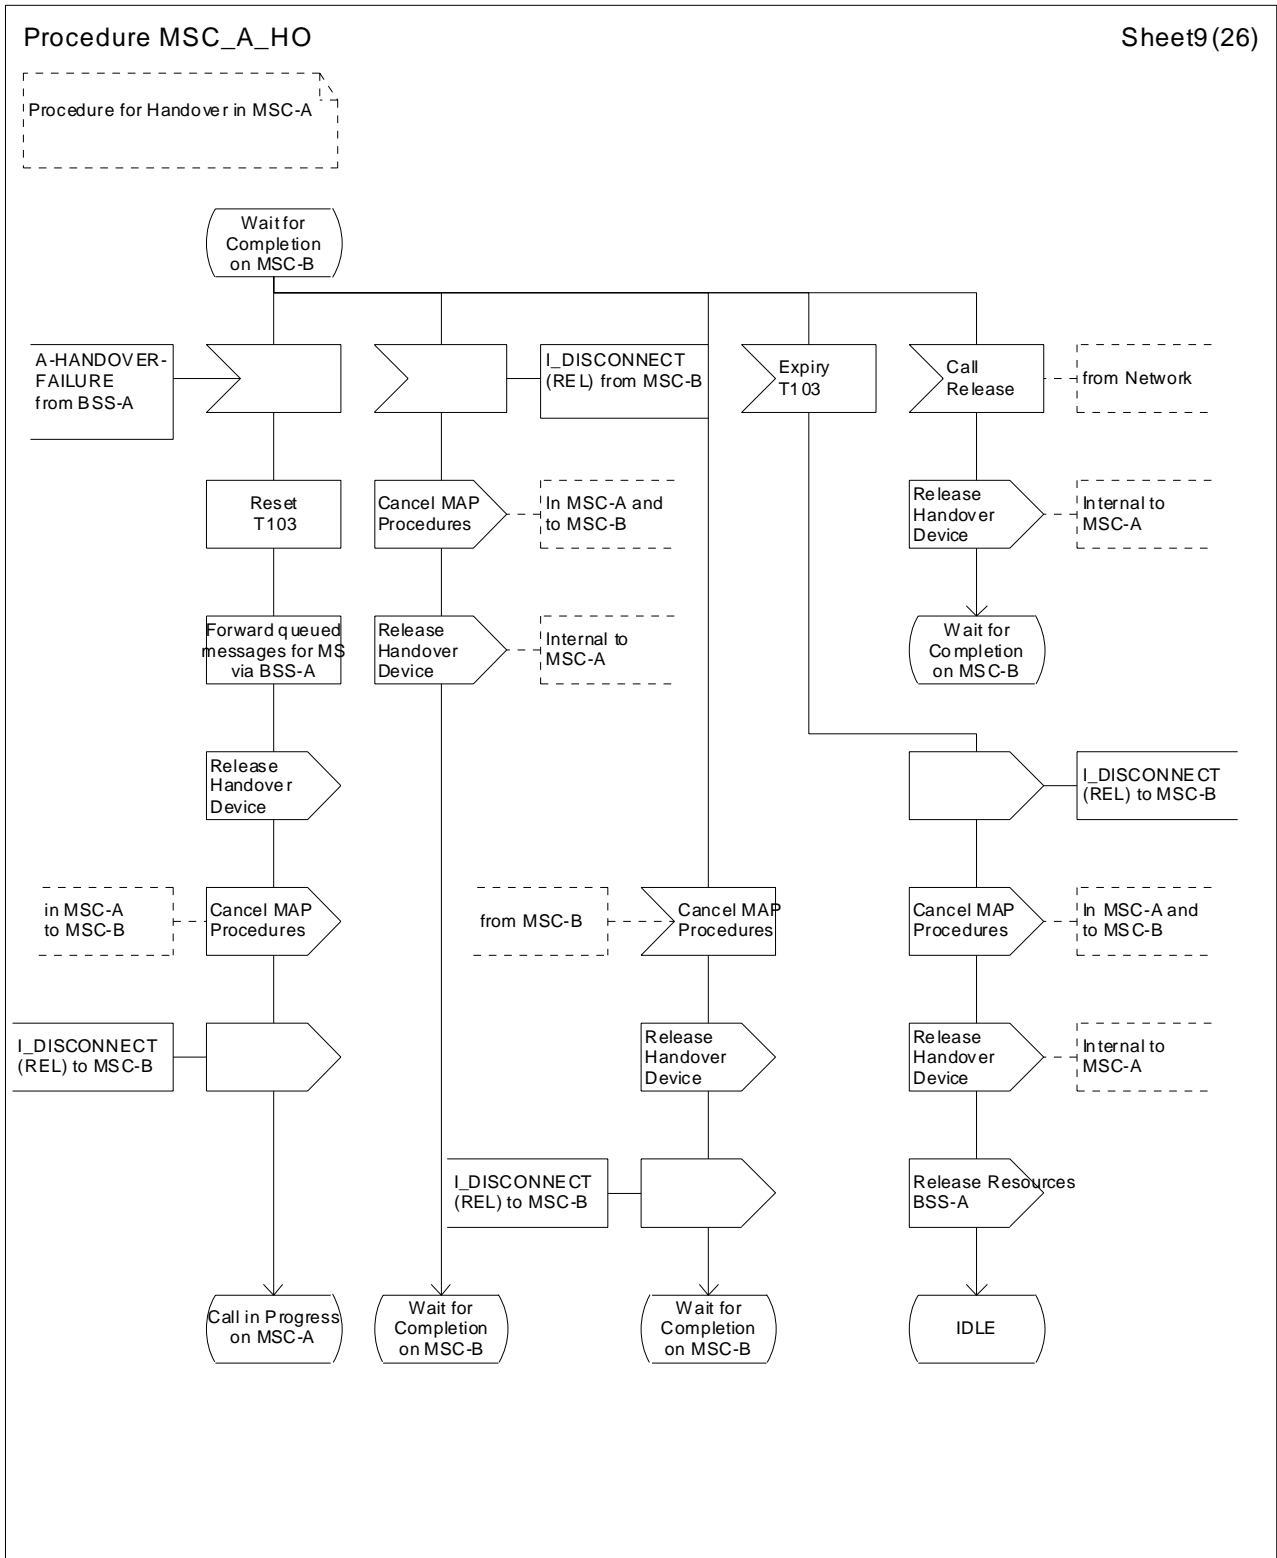 Procedure MSC_A_HO
Sheet9(26)
Procedure for Handover in MSC-A
Wait for
Completion
on MSC-B
A-HANDOVER-
FAILURE
from BSS-A
I_DISCONNECT
(REL) from MSC-B
Expiry
T103
Call
Release
from Network
Reset
T103
Cancel MAP
Procedures
In MSC-A and
to MSC-B
Release
Handover
Device
Internal to
MSC-A
Forward queued
messages for MS
via BSS-A
Release
Handover
Device
Internal to
MSC-A
Wait for
Completion
on MSC-B
Release
Handover
Device
I_DISCONNECT
(REL) to MSC-B
in MSC-A
to MSC-B
Cancel MAP
Procedures
from MSC-B
Cancel MAP
Procedures
Cancel MAP
Procedures
In MSC-A and
to MSC-B
I_DISCONNECT
(REL) to MSC-B
Release
Handover
Device
Release
Handover
Device
Internal to
MSC-A
I_DISCONNECT
(REL) to MSC-B
Release Resources
BSS-A
Call in Progress
on MSC-A
Wait for
Completion
on MSC-B
Wait for
Completion
on MSC-B
IDLE